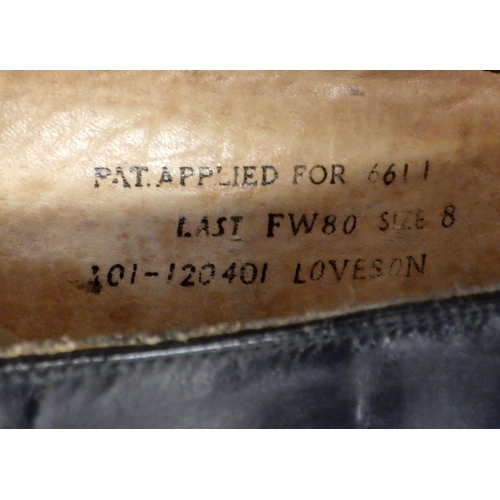 PAT. APPLIED FOR 6611
LAST FW80 SIZE 8
101-120401 LOVESON